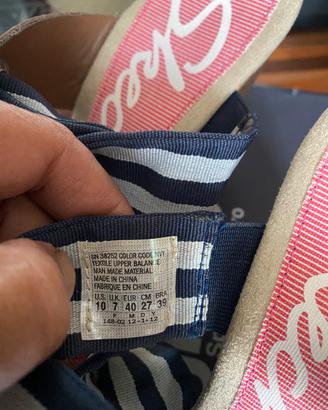 Skec
SN 38252 COLOR CODE NVY
TEXTILE UPPER BALANCE
MAN MADE MATERIAL
MADE IN CHINA
FABRIQUE EN CHINE
U.S. U.K. EUR CM BRA
10 7 40 27 39
F M D Y
148-02 12-1-12